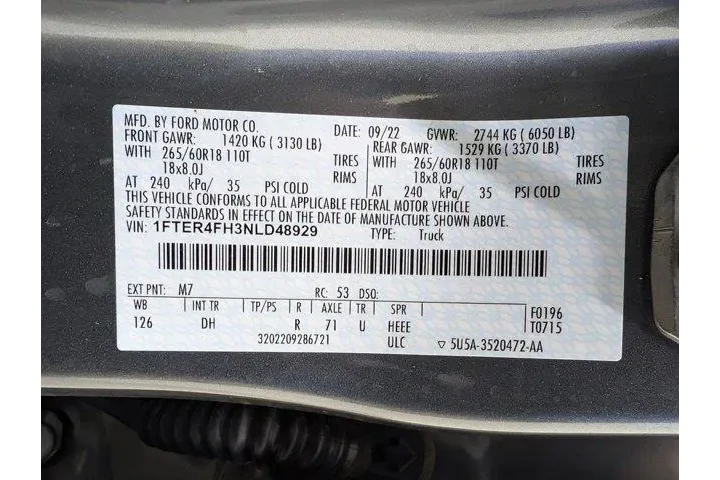 MFD. BY FORD MOTOR CO. DATE: 09/22 GVWR: 2744 KG ( 6050 LB)
FRONT GAWR: 1420 KG ( 3130 LB) REAR GAWR: 1529 KG ( 3370 LB)
WITH 265/60R18 110T TIRES WITH 265/60R18 110T TIRES
18x8.0J RIMS 18x8.0J RIMS
AT 240 kPa/ 35 PSI COLD AT 240 kPa/ 35 PSI COLD
THIS VEHICLE CONFORMS TO ALL APPLICABLE FEDERAL MOTOR VEHICLE
SAFETY STANDARDS IN EFFECT ON THE DATE OF MANUFACTURE SHOWN ABOVE.
VIN: 1FTER4FH3NLD48929 TYPE: Truck
EXT PNT: M7 RC: 53 DSO:
WB INT TR TP/PS R AXLE TR SPR F0196
126 DH R 71 U HEEE T0715
3202209286721 ULC ▽ 5U5A-3520472-AA